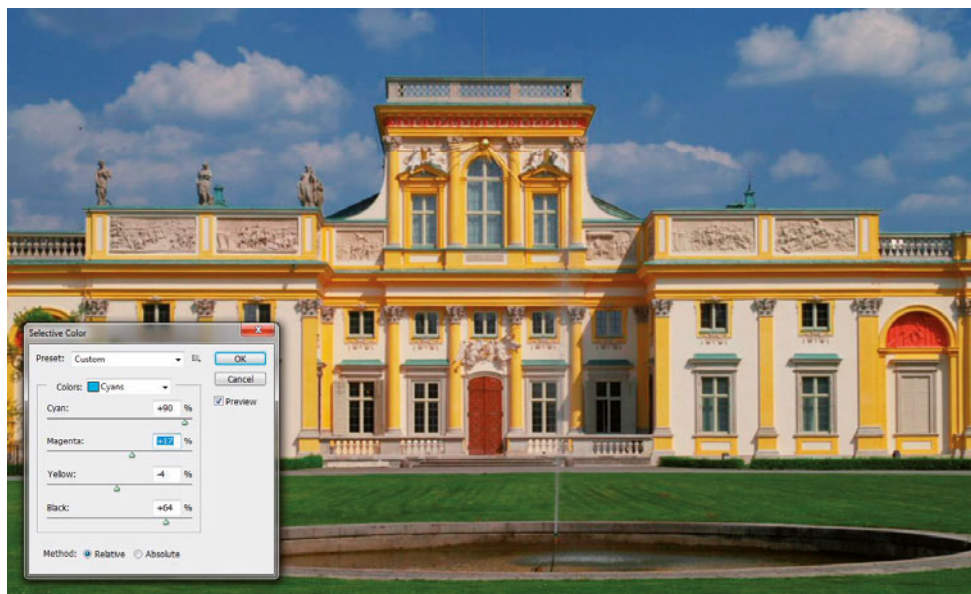 Selective Color
Preset: Custom
OK
Cancel
Colors: Cyans
Preview
Cyan: +90 %
Magenta: +17 %
Yellow: -4 %
Black: +64 %
Method: Relative Absolute